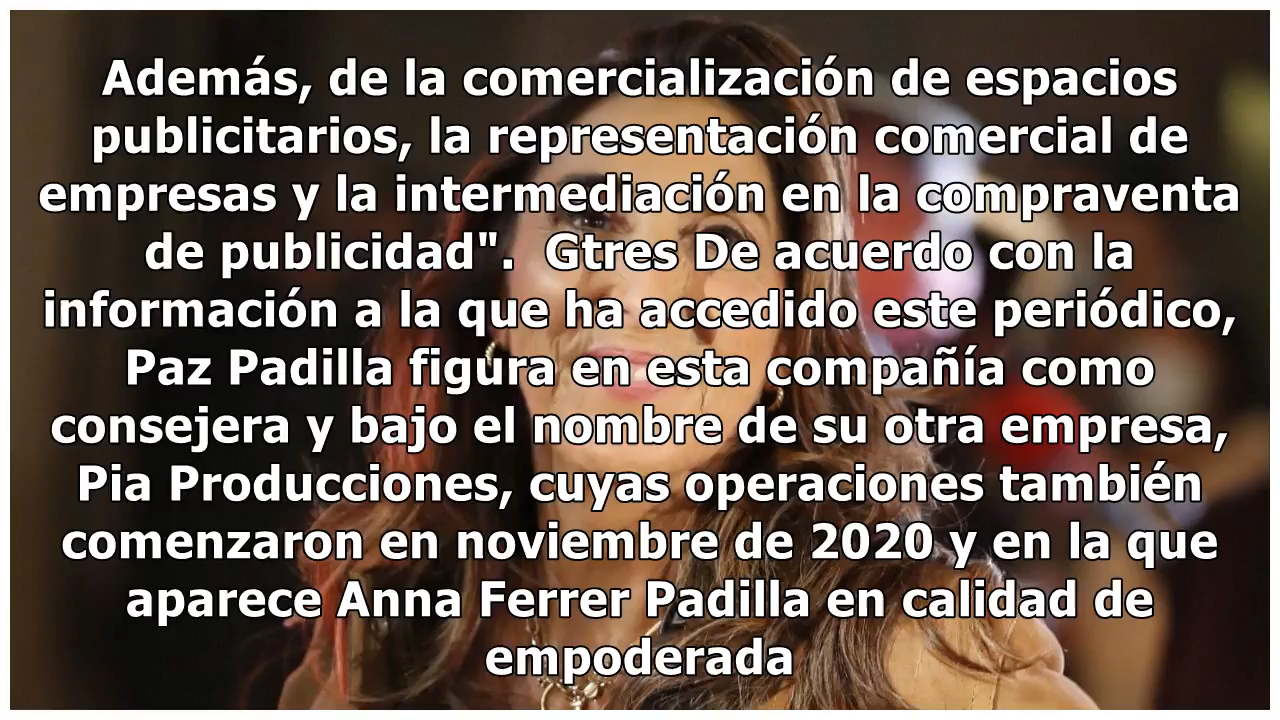 Además, de la comercialización de espacios
publicitarios, la representación comercial de
empresas y la intermediación en la compraventa
de publicidad".  Gtres De acuerdo con la
información a la que ha accedido este periódico,
Paz Padilla figura en esta compañía como
consejera y bajo el nombre de su otra empresa,
Pia Producciones, cuyas operaciones también
comenzaron en noviembre de 2020 y en la que
aparece Anna Ferrer Padilla en calidad de
empoderada